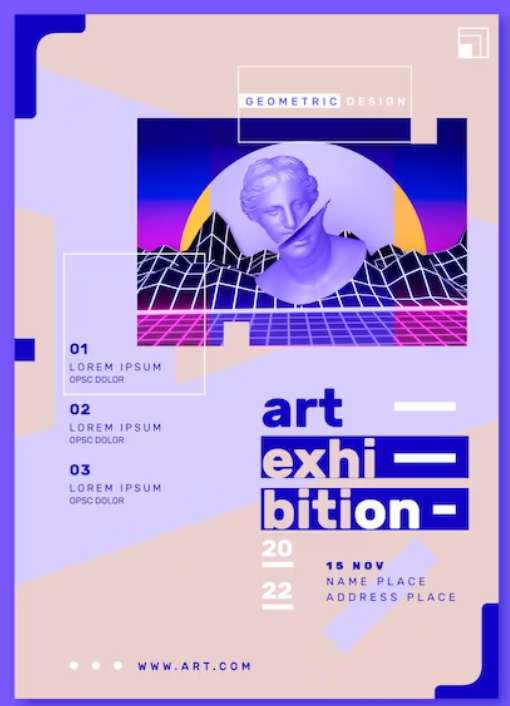 GEOMETRIC DESIGN
01
LOREM IPSUM
OPSC DOLOR
02
LOREM IPSUM
OPSC DOLOR
03
LOREM IPSUM
OPSC DOLOR
art
exhi
bition
20
22
15 NOV
NAME PLACE
ADDRESS PLACE
WWW.ART.COM